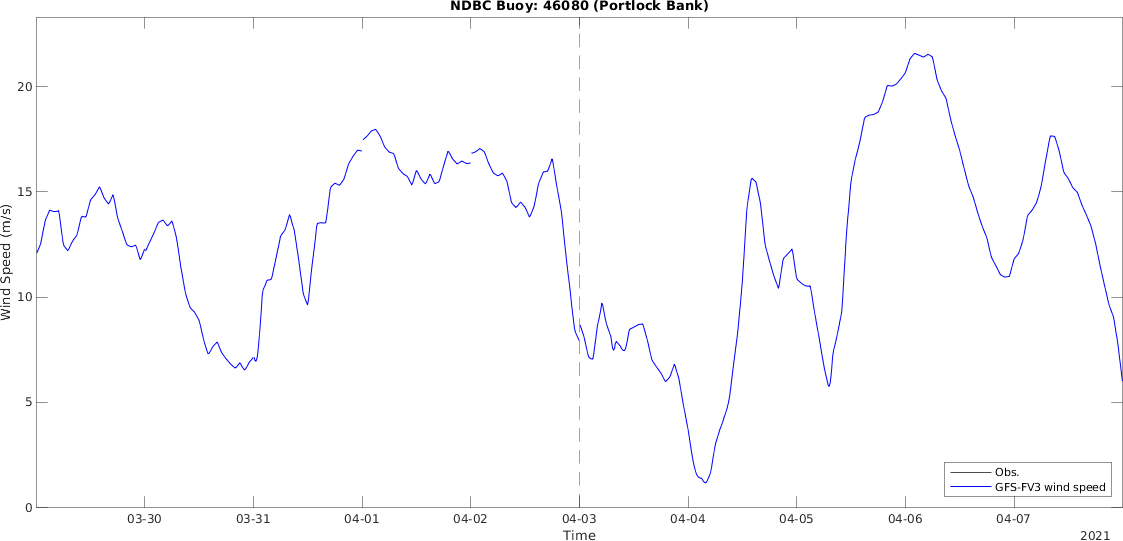 NDBC Buoy: 46080 (Portlock Bank)
Wind Speed (m/s)
20
15
10
5
0
03-30 03-31 04-01 04-02 04-03 04-04 04-05 04-06 04-07
Time
2021
Obs.
GFS-FV3 wind speed